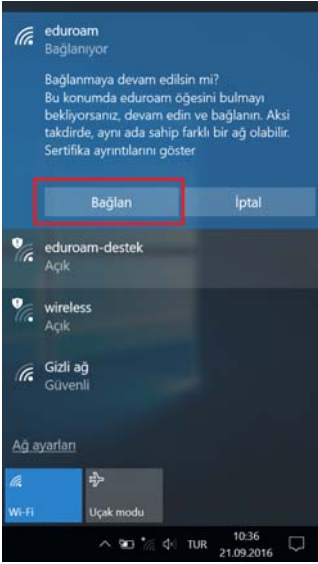 eduroam
Bağlanıyor
Bağlanmaya devam edilsin mi?
Bu konumda eduroam öğesini bulmayı
bekliyorsanız, devam edin ve bağlanın. Aksi
takdirde, aynı ada sahip farklı bir ağ olabilir.
Sertifika ayrıntılarını göster
Bağlan
İptal
eduroam-destek
Açık
wireless
Açık
Gizli ağ
Güvenli
Ağ ayarları
Wi-Fi
Uçak modu
TUR
10:36
21.09.2016